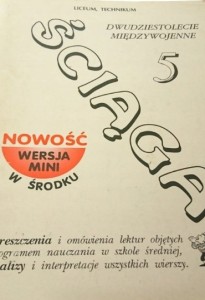 LICEUM, TECHNIKUM
DWUDZIESTOLECIE
MIĘDZYWOJENNE
5
ŚCIĄGA
NOWOŚĆ
WERSJA
MINI
W ŚRODKU
reszczenia i omówienia lektur objętych
ogramem nauczania w szkole średniej,
alizy i interpretacje wszystkich wierszy.